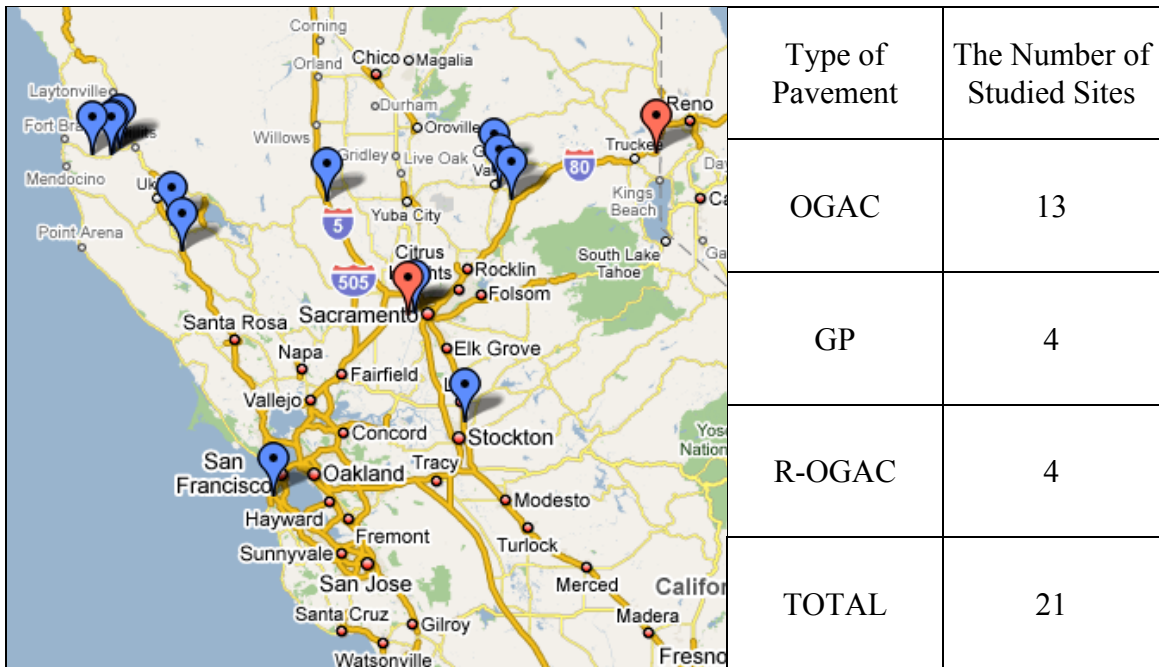 Corning
Chico Magalia
Orland
Laytonville
Durham
Fort
Willows
Oroville
Reno
Gridley Live Oak
80
Truckee
Mendocino
Kings
Beach
Yuba City
5
Point Arena
Citrus
South Lake
Tahoe
Rocklin
505
Folsom
Sacramento
Santa Rosa
Elk Grove
Napa
Fairfield
Vallejo
Concord
Stockton
San
Francisco
Oakland
Tracy
Modesto
Hayward
Fremont
Turlock
Sunnyvale
San Jose
Merced
Santa Cruz
Gilroy
Madera
Watsonville
Type of
Pavement
The Number of
Studied Sites
OGAC
13
GP
4
R-OGAC
4
TOTAL
21